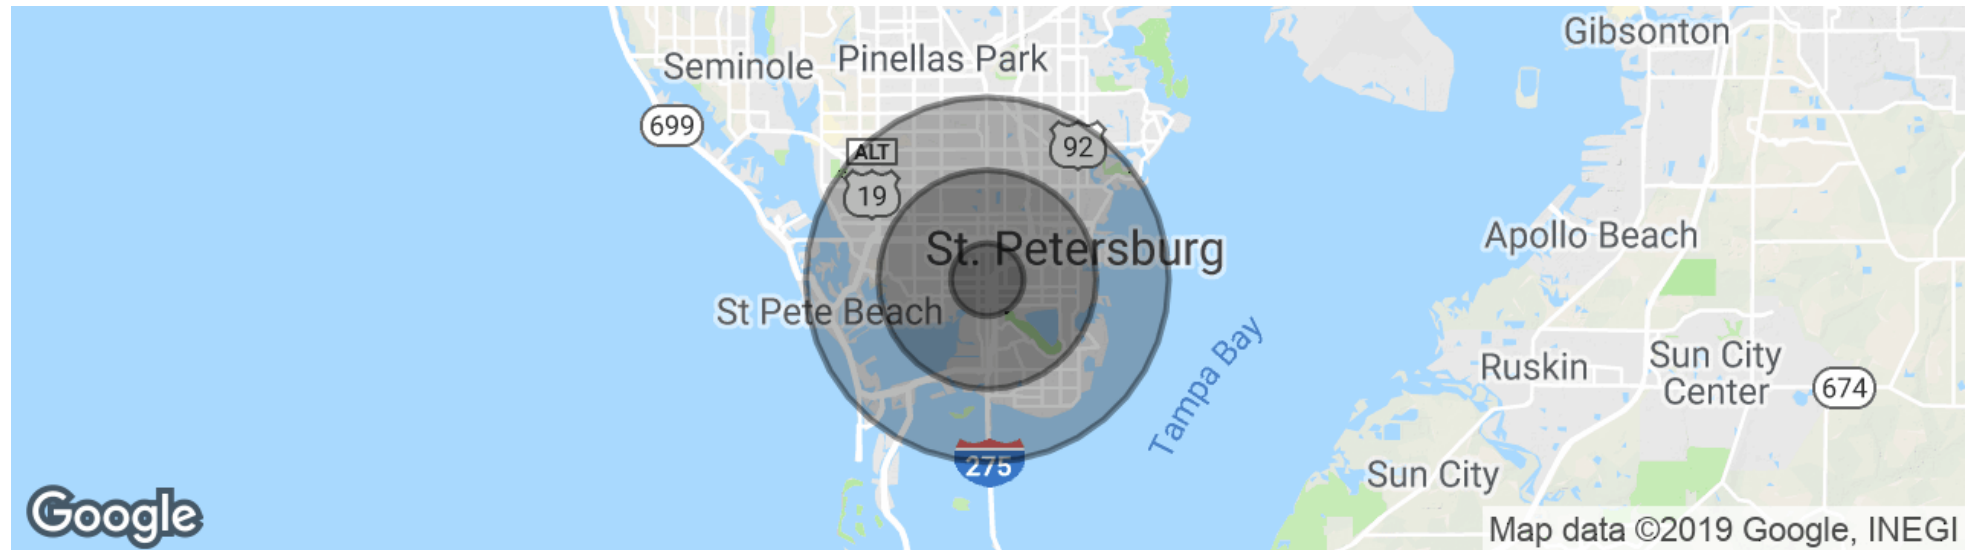 Gibsonton
Seminole
Pinellas Park
699
ALT
19
92
St. Petersburg
Apollo Beach
St Pete Beach
Tampa Bay
Ruskin
Sun City
Center
674
275
Sun City
Google
Map data ©2019 Google, INEGI